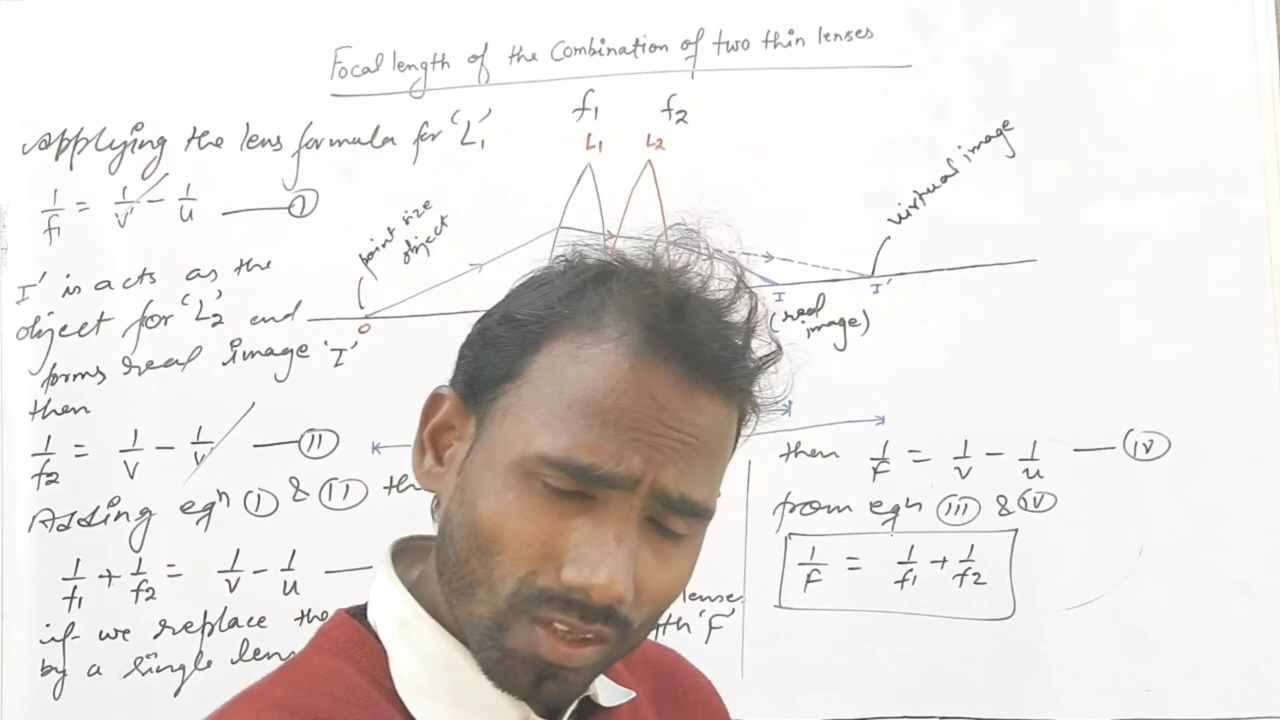 Focal length of the Combination of two thin lenses
Applying the lens formula for 'L₁'
1/f₁ = 1/v' - 1/u — (I)
I' is acts as the
object for 'L₂' and
forms real image 'I'
then
1/f₂ = 1/v - 1/v' — (II)
Adding eqⁿ (I) & (II)
1/f₁ + 1/f₂ = 1/v - 1/u —
if we replace the
by a single
f₁ f₂
L₁ L₂
point size
object
O
I
(real
image)
I'
virtual image
'F'
then 1/F = 1/v - 1/u — (IV)
from eqⁿ (III) & (IV)
1/F = 1/f₁ + 1/f₂